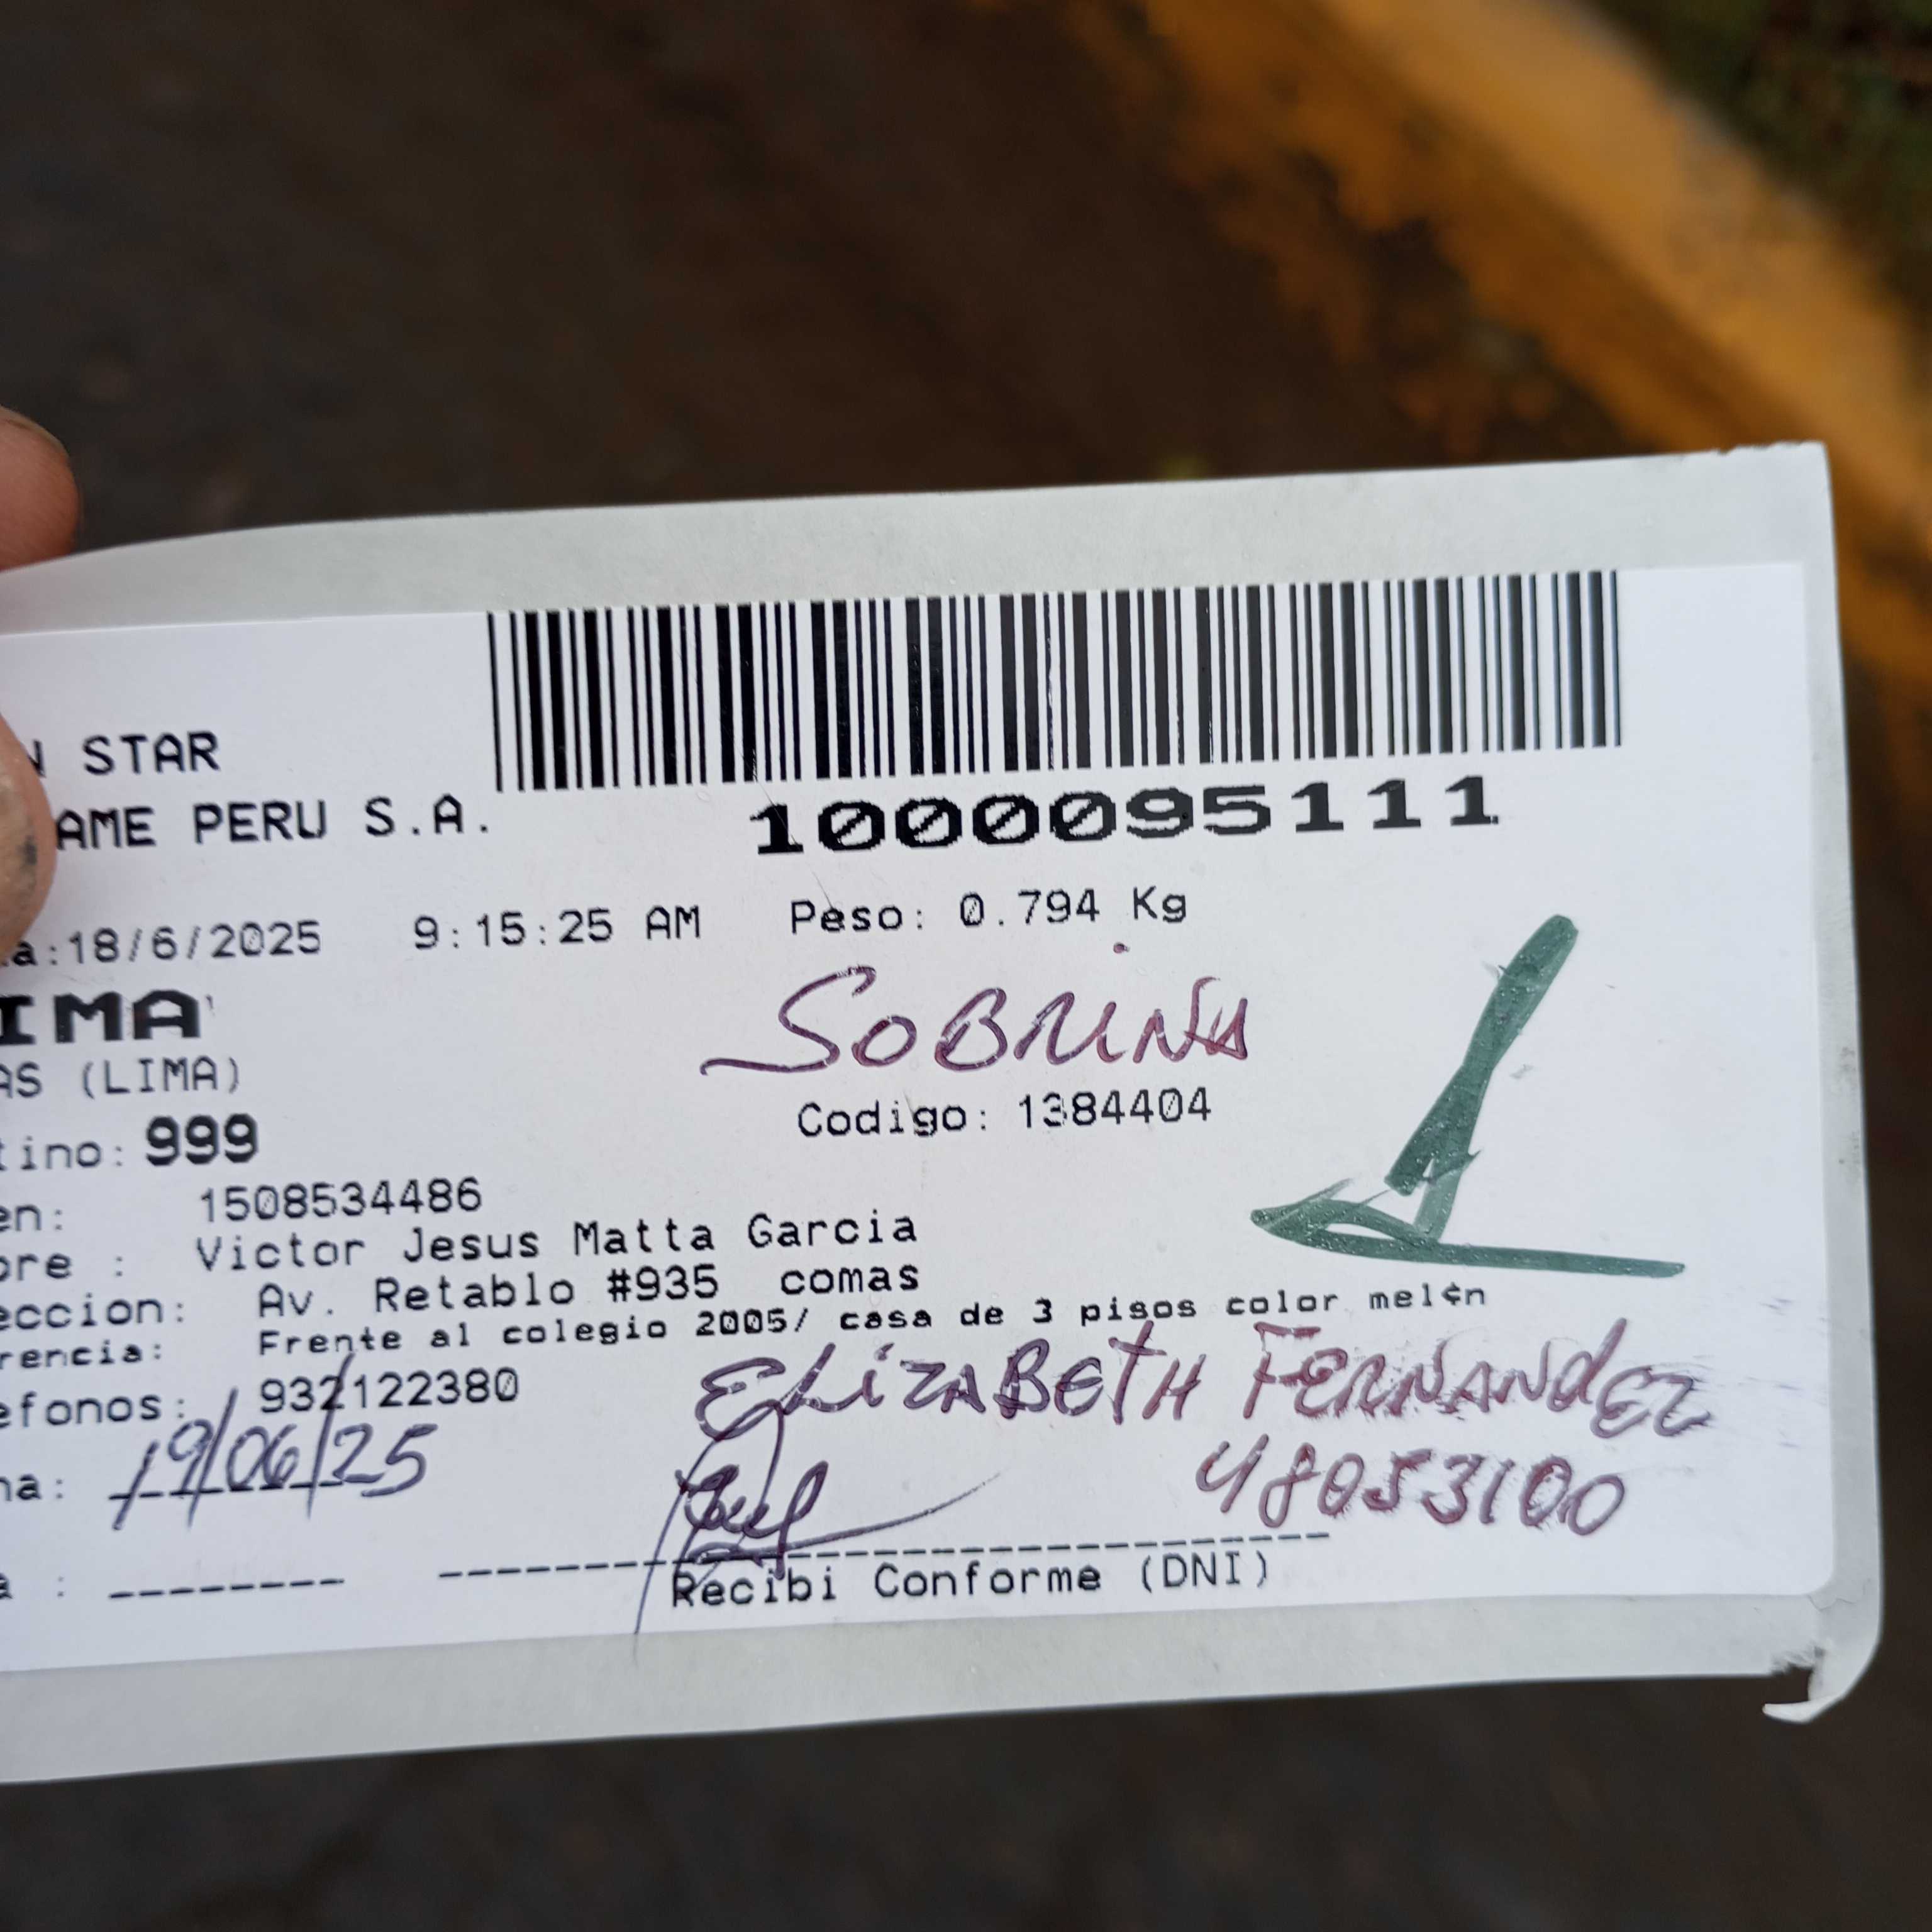 N STAR
AME PERU S.A.
1000095111
a:18/6/2025 9:15:25 AM Peso: 0.794 Kg
IMA
SOBRINA
AS (LIMA)
Codigo: 1384404
tino: 999
en: 1508534486
bre : Victor Jesus Matta Garcia
eccion: Av. Retablo #935 comas
rencia: Frente al colegio 2005/ casa de 3 pisos color mel¢n
efonos: 932122380
ELIZABETH FERNANDEZ
ha: 19/06/25
48053100
a :
Recibi Conforme (DNI)